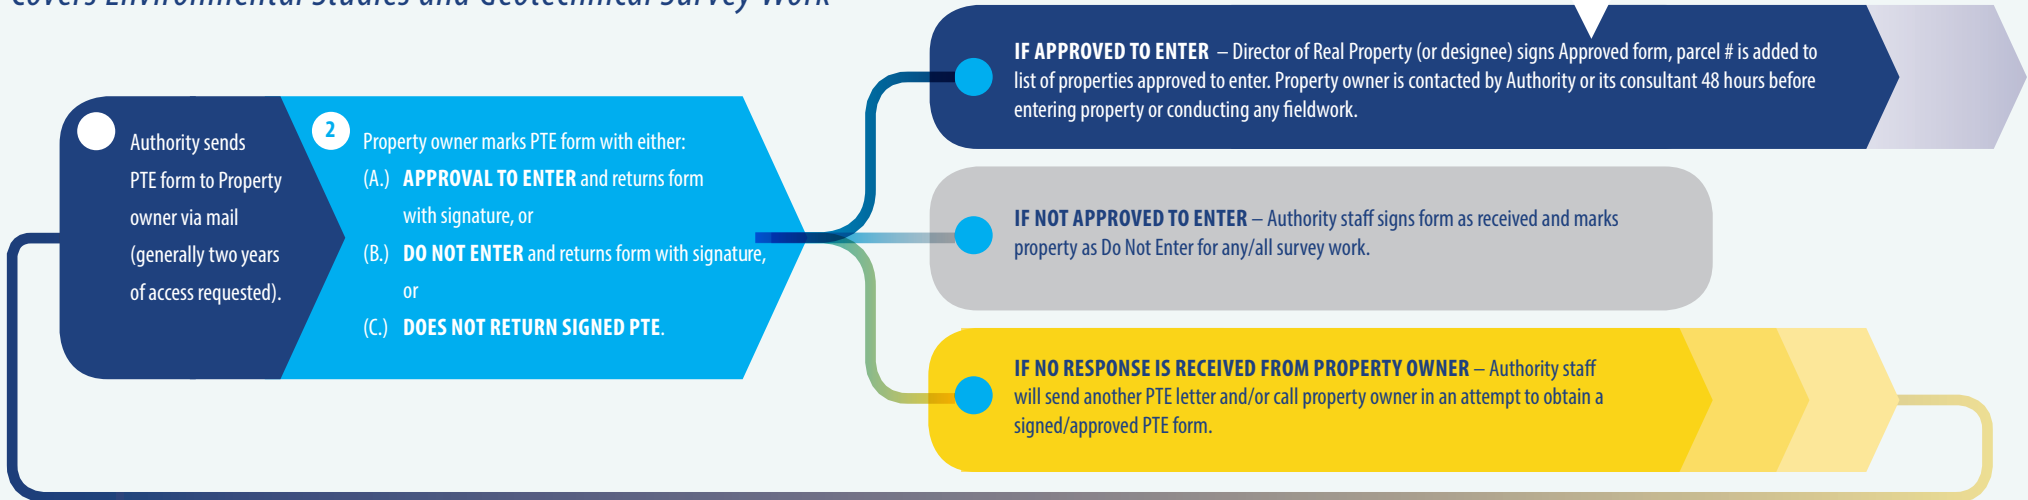 Covers Environmental Studies and Geotechnical Survey Work
Authority sends
PTE form to Property
owner via mail
(generally two years
of access requested).
2
Property owner marks PTE form with either:
(A.) APPROVAL TO ENTER and returns form
with signature, or
(B.) DO NOT ENTER and returns form with signature,
or
(C.) DOES NOT RETURN SIGNED PTE.
IF APPROVED TO ENTER – Director of Real Property (or designee) signs Approved form, parcel # is added to
list of properties approved to enter. Property owner is contacted by Authority or its consultant 48 hours before
entering property or conducting any fieldwork.
IF NOT APPROVED TO ENTER – Authority staff signs form as received and marks
property as Do Not Enter for any/all survey work.
IF NO RESPONSE IS RECEIVED FROM PROPERTY OWNER – Authority staff
will send another PTE letter and/or call property owner in an attempt to obtain a
signed/approved PTE form.